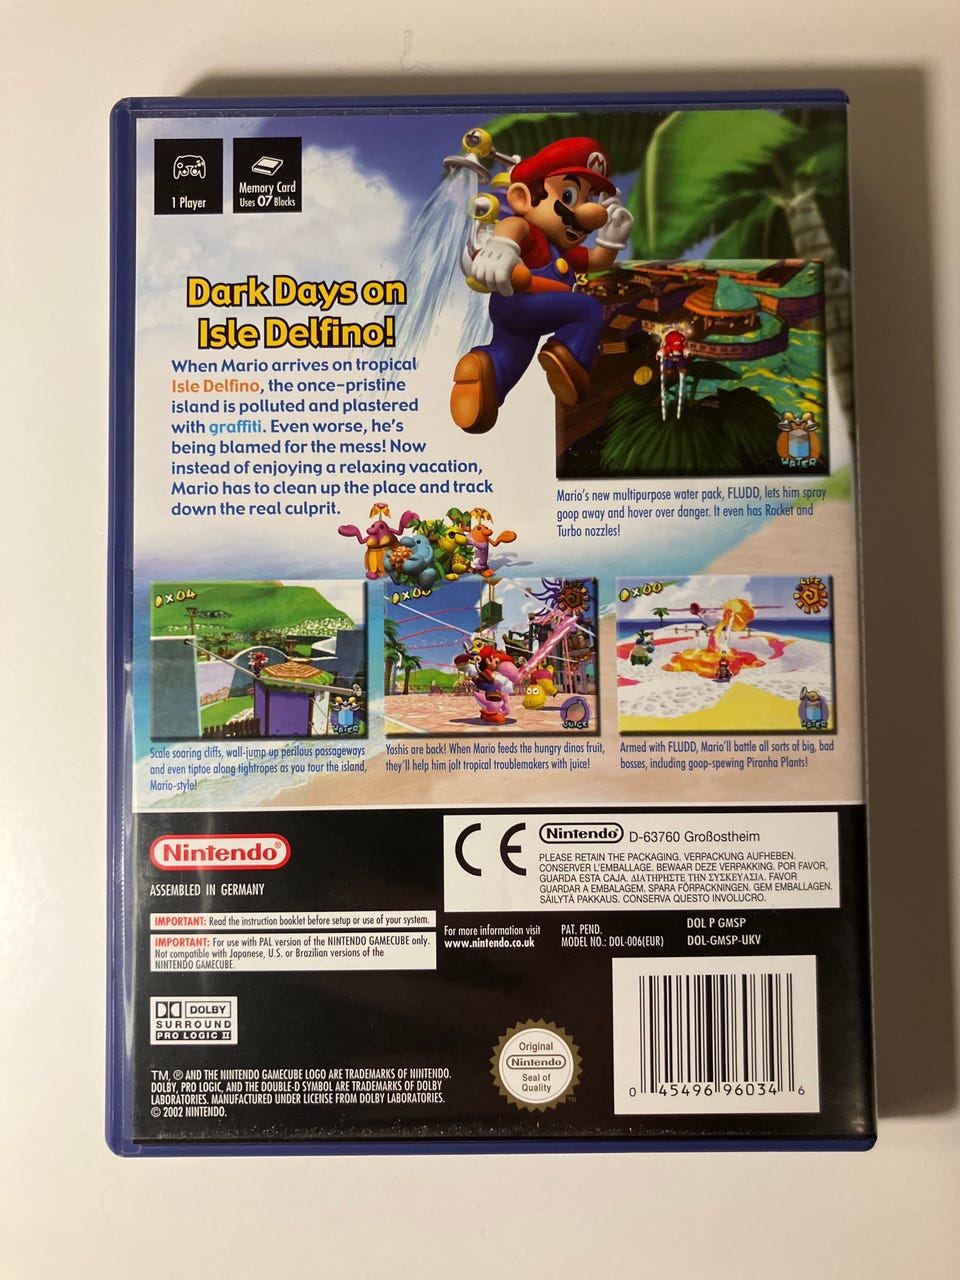 1 Player
Memory Card
Uses 07 Blocks
M
Dark Days on
Isle Delfino!
When Mario arrives on tropical
Isle Delfino, the once-pristine
island is polluted and plastered
with graffiti. Even worse, he's
being blamed for the mess! Now
instead of enjoying a relaxing vacation,
Mario has to clean up the place and track
down the real culprit.
WATER
Mario's new multipurpose water pack, FLUDD, lets him spray
goop away and hover over danger. It even has Rocket and
Turbo nozzles!
0×04
WATER
Scale soaring cliffs, wall-jump up perilous passageways
and even tiptoe along tightropes as you tour the island,
Mario-style!
0×00
JUICE
Yoshis are back! When Mario feeds the hungry dinos fruit,
they'll help him jolt tropical troublemakers with juice!
0×00
LIFE
WATER
Armed with FLUDD, Mario'll battle all sorts of big, bad
bosses, including goop-spewing Piranha Plants!
Nintendo®
ASSEMBLED IN GERMANY
IMPORTANT: Read the instruction booklet before setup or use of your system.
IMPORTANT: For use with PAL version of the NINTENDO GAMECUBE only.
Not compatible with Japanese, U.S. or Brazilian versions of the
NINTENDO GAMECUBE.
CE
Nintendo® D-63760 Großostheim
PLEASE RETAIN THE PACKAGING. VERPACKUNG AUFHEBEN.
CONSERVER L'EMBALLAGE. BEWAAR DEZE VERPAKKING. POR FAVOR,
GUARDA ESTA CAJA. ΔΙΑΤΗΡΗΣΤΕ ΤΗΝ ΣΥΣΚΕΥΑΣΙΑ. FAVOR
GUARDAR A EMBALAGEM. SPARA FÖRPACKNINGEN. GEM EMBALLAGEN.
SÄILYTÄ PAKKAUS. CONSERVA QUESTO INVOLUCRO.
For more information visit
www.nintendo.co.uk
PAT. PEND.
MODEL NO.: DOL-006(EUR)
DOL P GMSP
DOL-GMSP-UKV
DOLBY
SURROUND
PRO LOGIC II
TM, ® AND THE NINTENDO GAMECUBE LOGO ARE TRADEMARKS OF NINTENDO.
DOLBY, PRO LOGIC, AND THE DOUBLE-D SYMBOL ARE TRADEMARKS OF DOLBY
LABORATORIES. MANUFACTURED UNDER LICENSE FROM DOLBY LABORATORIES.
© 2002 NINTENDO.
Original
Nintendo
Seal of
Quality
TM
0 45496 96034 6